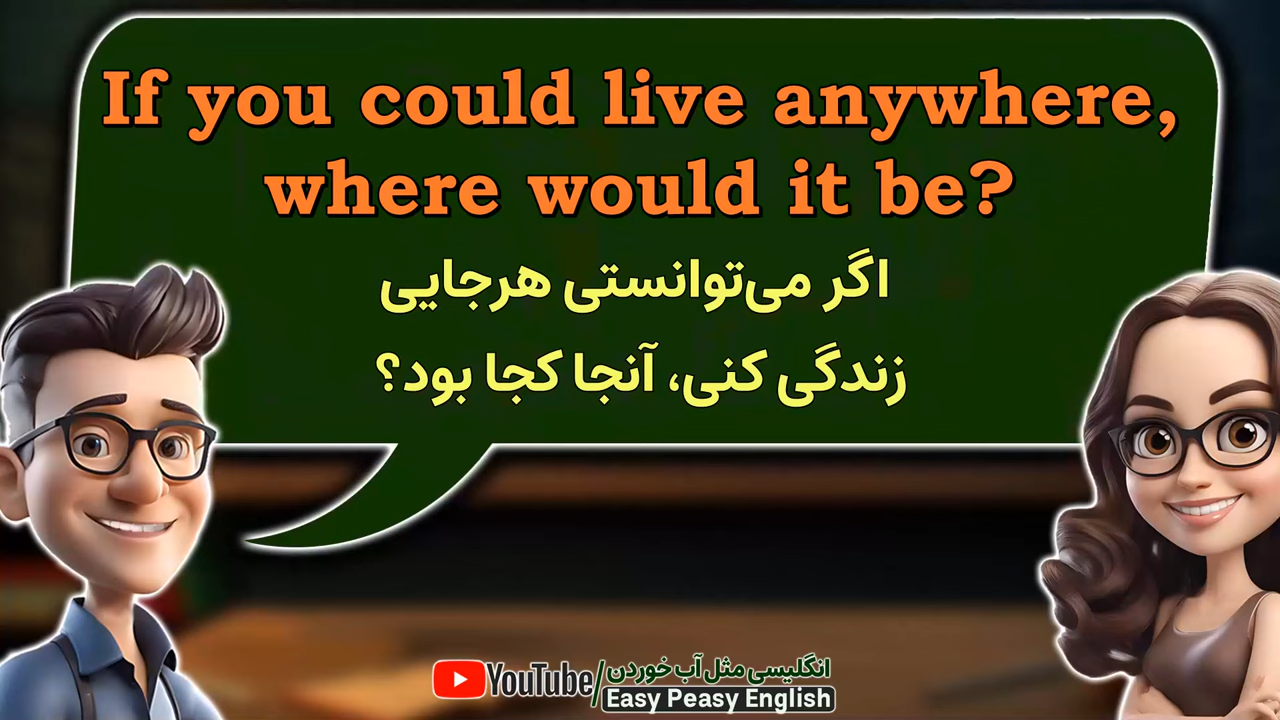 If you could live anywhere,
where would it be?
اگر می‌توانستی هرجایی
زندگی کنی، آنجا کجا بود؟
YouTube/انگلیسی مثل آب خوردن
Easy Peasy English